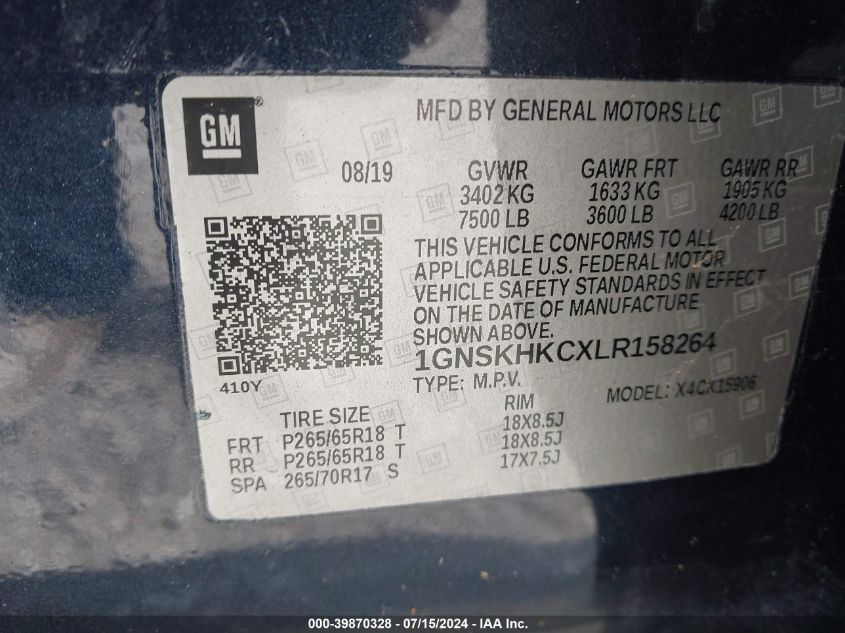 GM
MFD BY GENERAL MOTORS LLC
08/19
GVWR GAWR FRT GAWR RR
3402 KG 1633 KG 1905 KG
7500 LB 3600 LB 4200 LB
THIS VEHICLE CONFORMS TO ALL
APPLICABLE U.S. FEDERAL MOTOR
VEHICLE SAFETY STANDARDS IN EFFECT
ON THE DATE OF MANUFACTURE
SHOWN ABOVE.
1GNSKHKCXLR158264
410Y
TYPE: M.P.V. MODEL: X4CK15906
TIRE SIZE RIM
FRT P265/65R18 T 18X8.5J
RR P265/65R18 T 18X8.5J
SPA 265/70R17 S 17X7.5J
000-39870328 - 07/15/2024 - IAA Inc.